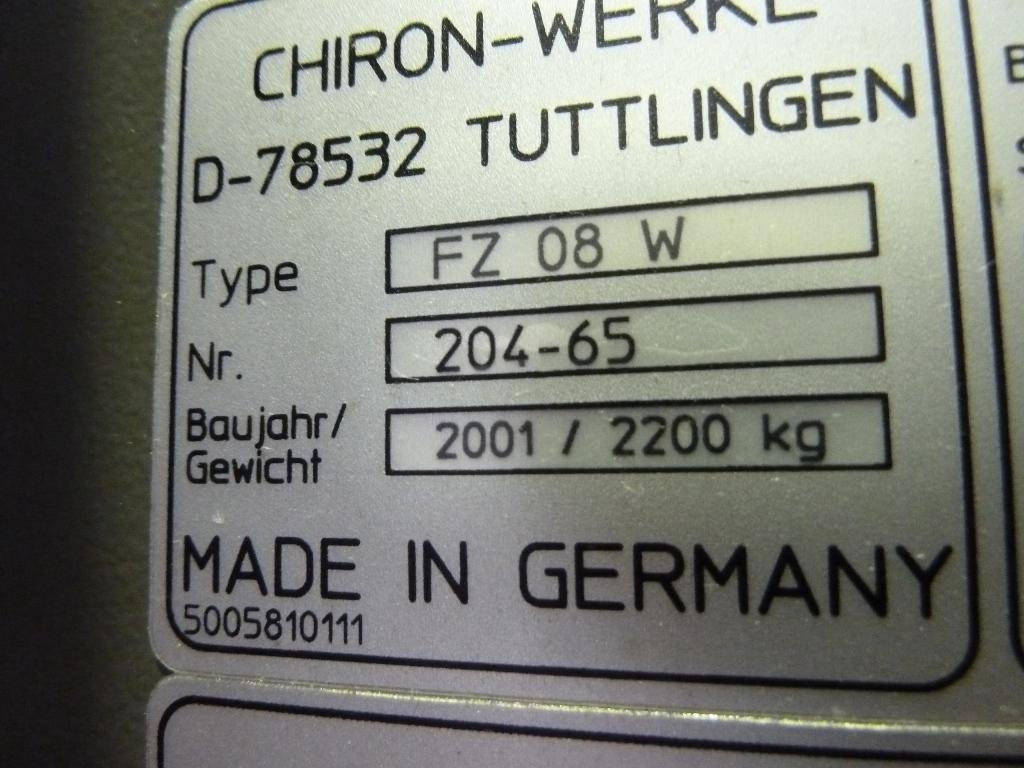 CHIRON-WERKE
D-78532 TUTTLINGEN
Type FZ 08 W
Nr. 204-65
Baujahr/
Gewicht 2001 / 2200 kg
MADE IN GERMANY
5005810111